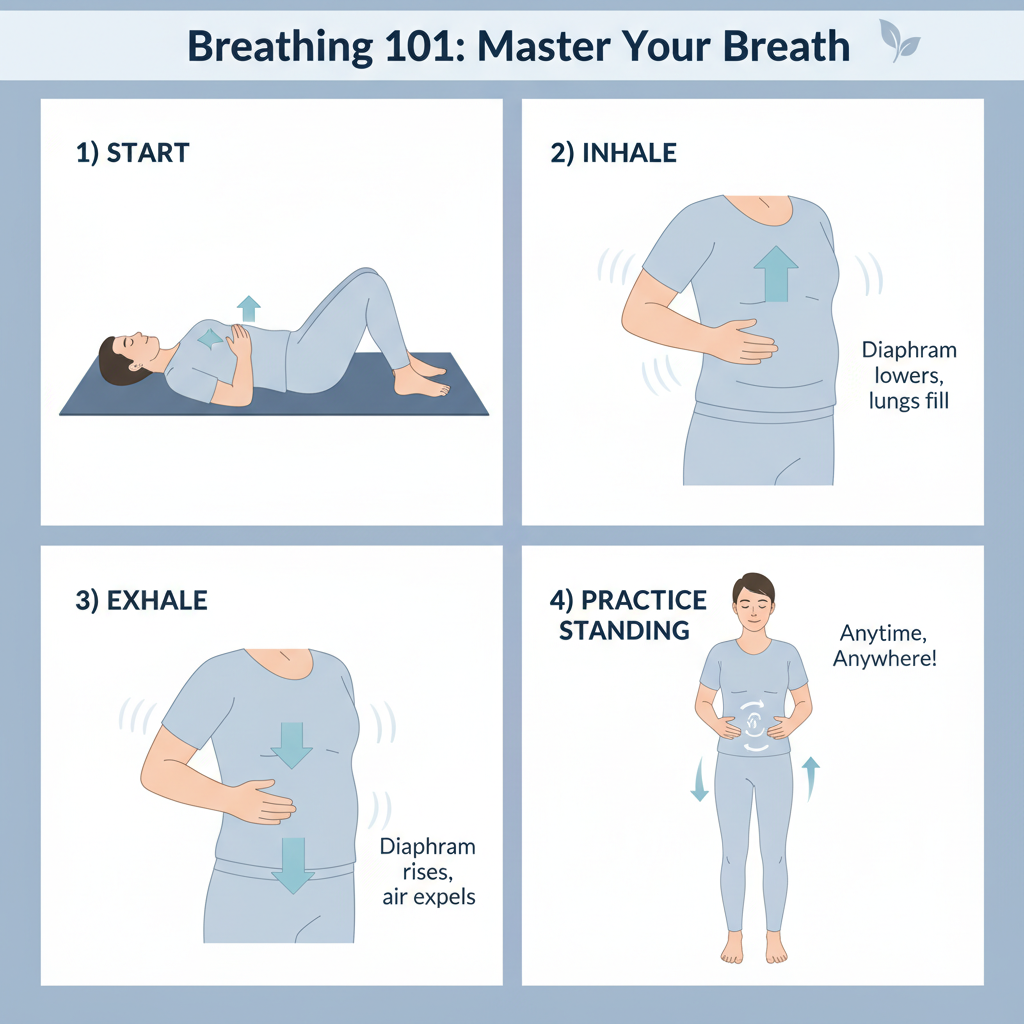 Breathing 101: Master Your Breath
1) START
2) INHALE
Diaphram
lowers,
lungs fill
3) EXHALE
Diaphram
rises,
air expels
4) PRACTICE
STANDING
Anytime,
Anywhere!